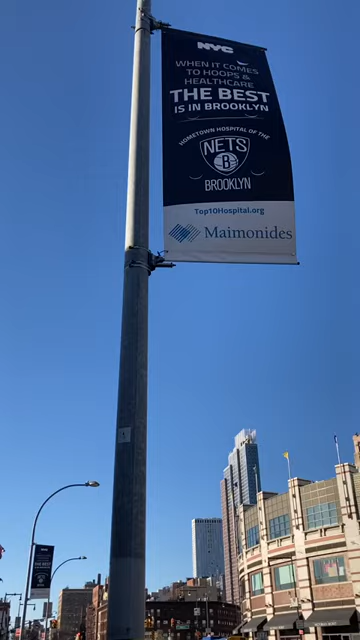 NYC
WHEN IT COMES
TO HOOPS &
HEALTHCARE
THE BEST
IS IN BROOKLYN
HOMETOWN HOSPITAL OF THE
NETS
B
BROOKLYN
Top10Hospital.org
Maimonides